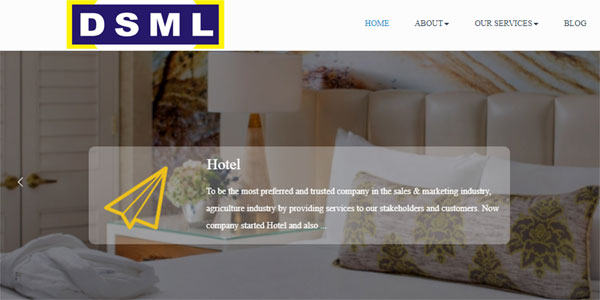 DSML
HOME ABOUT OUR SERVICES BLOG
Hotel
To be the most preferred and trusted company in the sales & marketing industry,
agriculture industry by providing services to our stakeholders and customers. Now
company started Hotel and also ...